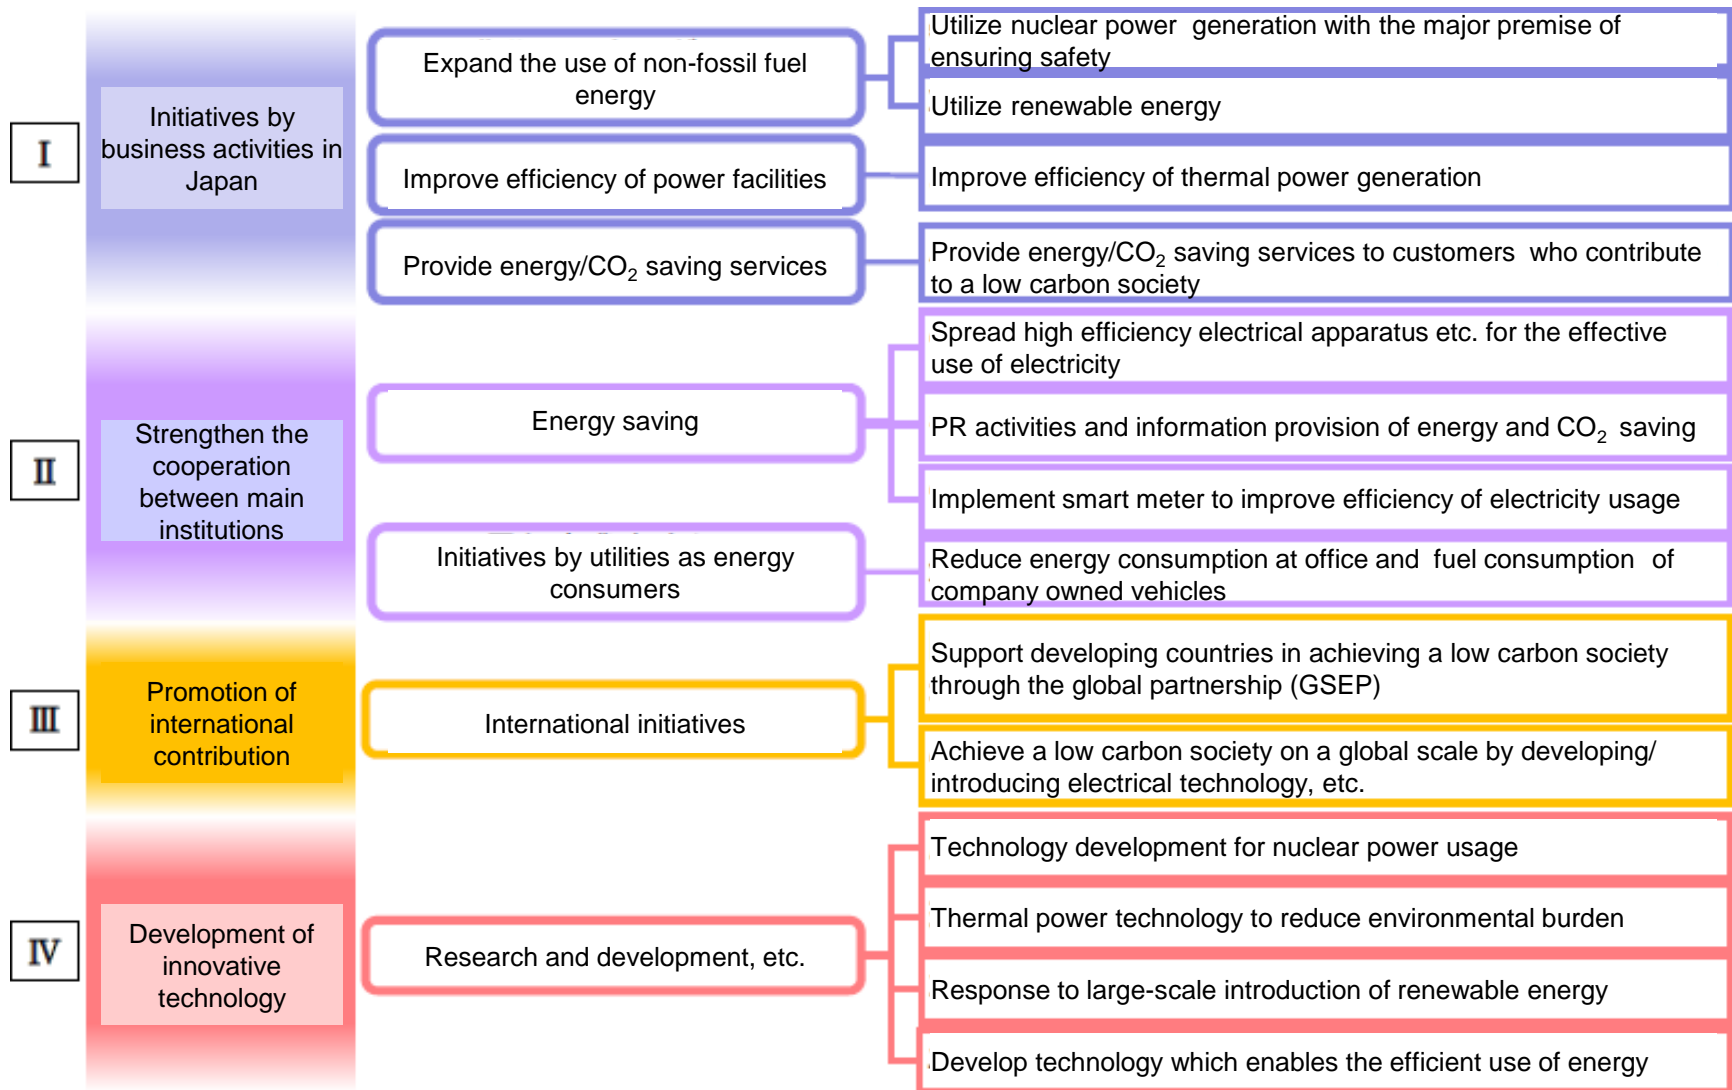 I
Initiatives by
business activities in
Japan
Expand the use of non-fossil fuel
energy
Utilize nuclear power generation with the major premise of
ensuring safety
Utilize renewable energy
Improve efficiency of power facilities
Improve efficiency of thermal power generation
Provide energy/CO₂ saving services
Provide energy/CO₂ saving services to customers who contribute
to a low carbon society
II
Strengthen the
cooperation
between main
institutions
Energy saving
Spread high efficiency electrical apparatus etc. for the effective
use of electricity
PR activities and information provision of energy and CO₂ saving
Implement smart meter to improve efficiency of electricity usage
Initiatives by utilities as energy
consumers
Reduce energy consumption at office and fuel consumption of
company owned vehicles
III
Promotion of
international
contribution
International initiatives
Support developing countries in achieving a low carbon society
through the global partnership (GSEP)
Achieve a low carbon society on a global scale by developing/
introducing electrical technology, etc.
IV
Development of
innovative
technology
Research and development, etc.
Technology development for nuclear power usage
Thermal power technology to reduce environmental burden
Response to large-scale introduction of renewable energy
Develop technology which enables the efficient use of energy